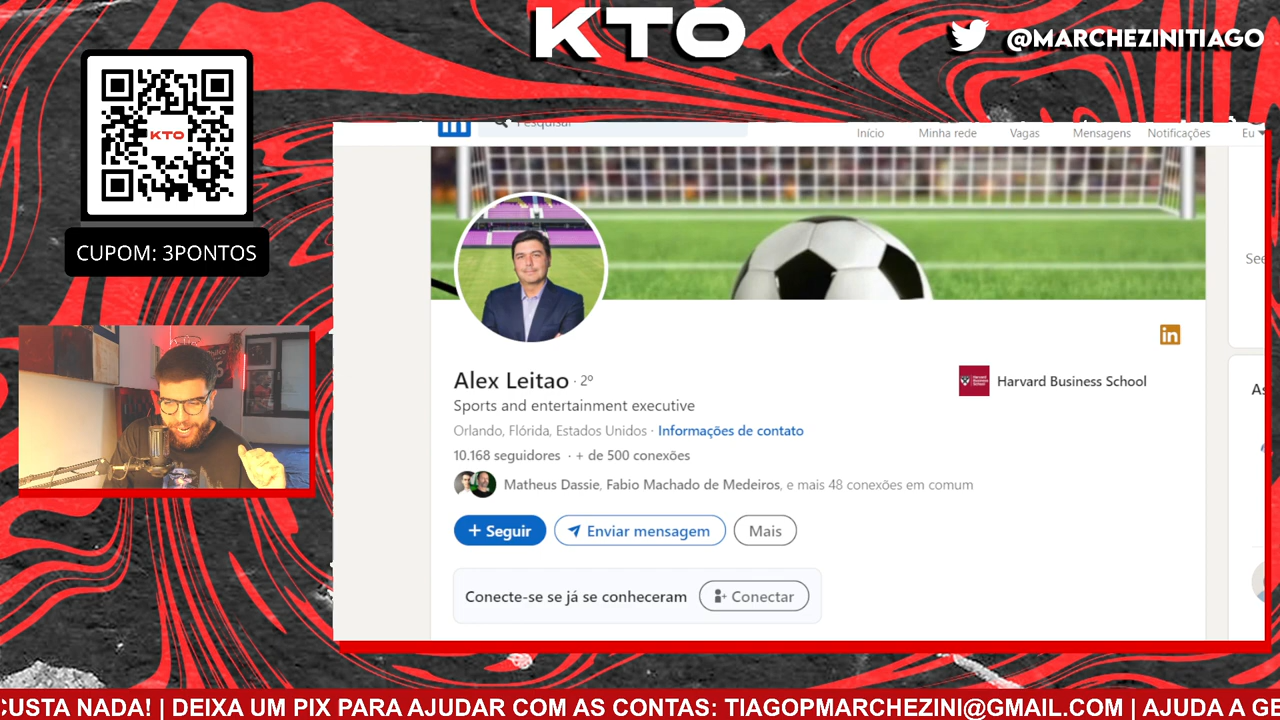 KTO
@MARCHEZINITIAGO
KTO
CUPOM: 3PONTOS
Pesquisar
Início
Minha rede
Vagas
Mensagens
Notificações
Eu
See
Alex Leitao · 2º
Harvard Business School
Sports and entertainment executive
Orlando, Flórida, Estados Unidos · Informações de contato
10.168 seguidores · + de 500 conexões
Matheus Dassie, Fabio Machado de Medeiros, e mais 48 conexões em comum
+ Seguir
Enviar mensagem
Mais
Conecte-se se já se conheceram
Conectar
As
CUSTA NADA! | DEIXA UM PIX PARA AJUDAR COM AS CONTAS: TIAGOPMARCHEZINI@GMAIL.COM | AJUDA A GE